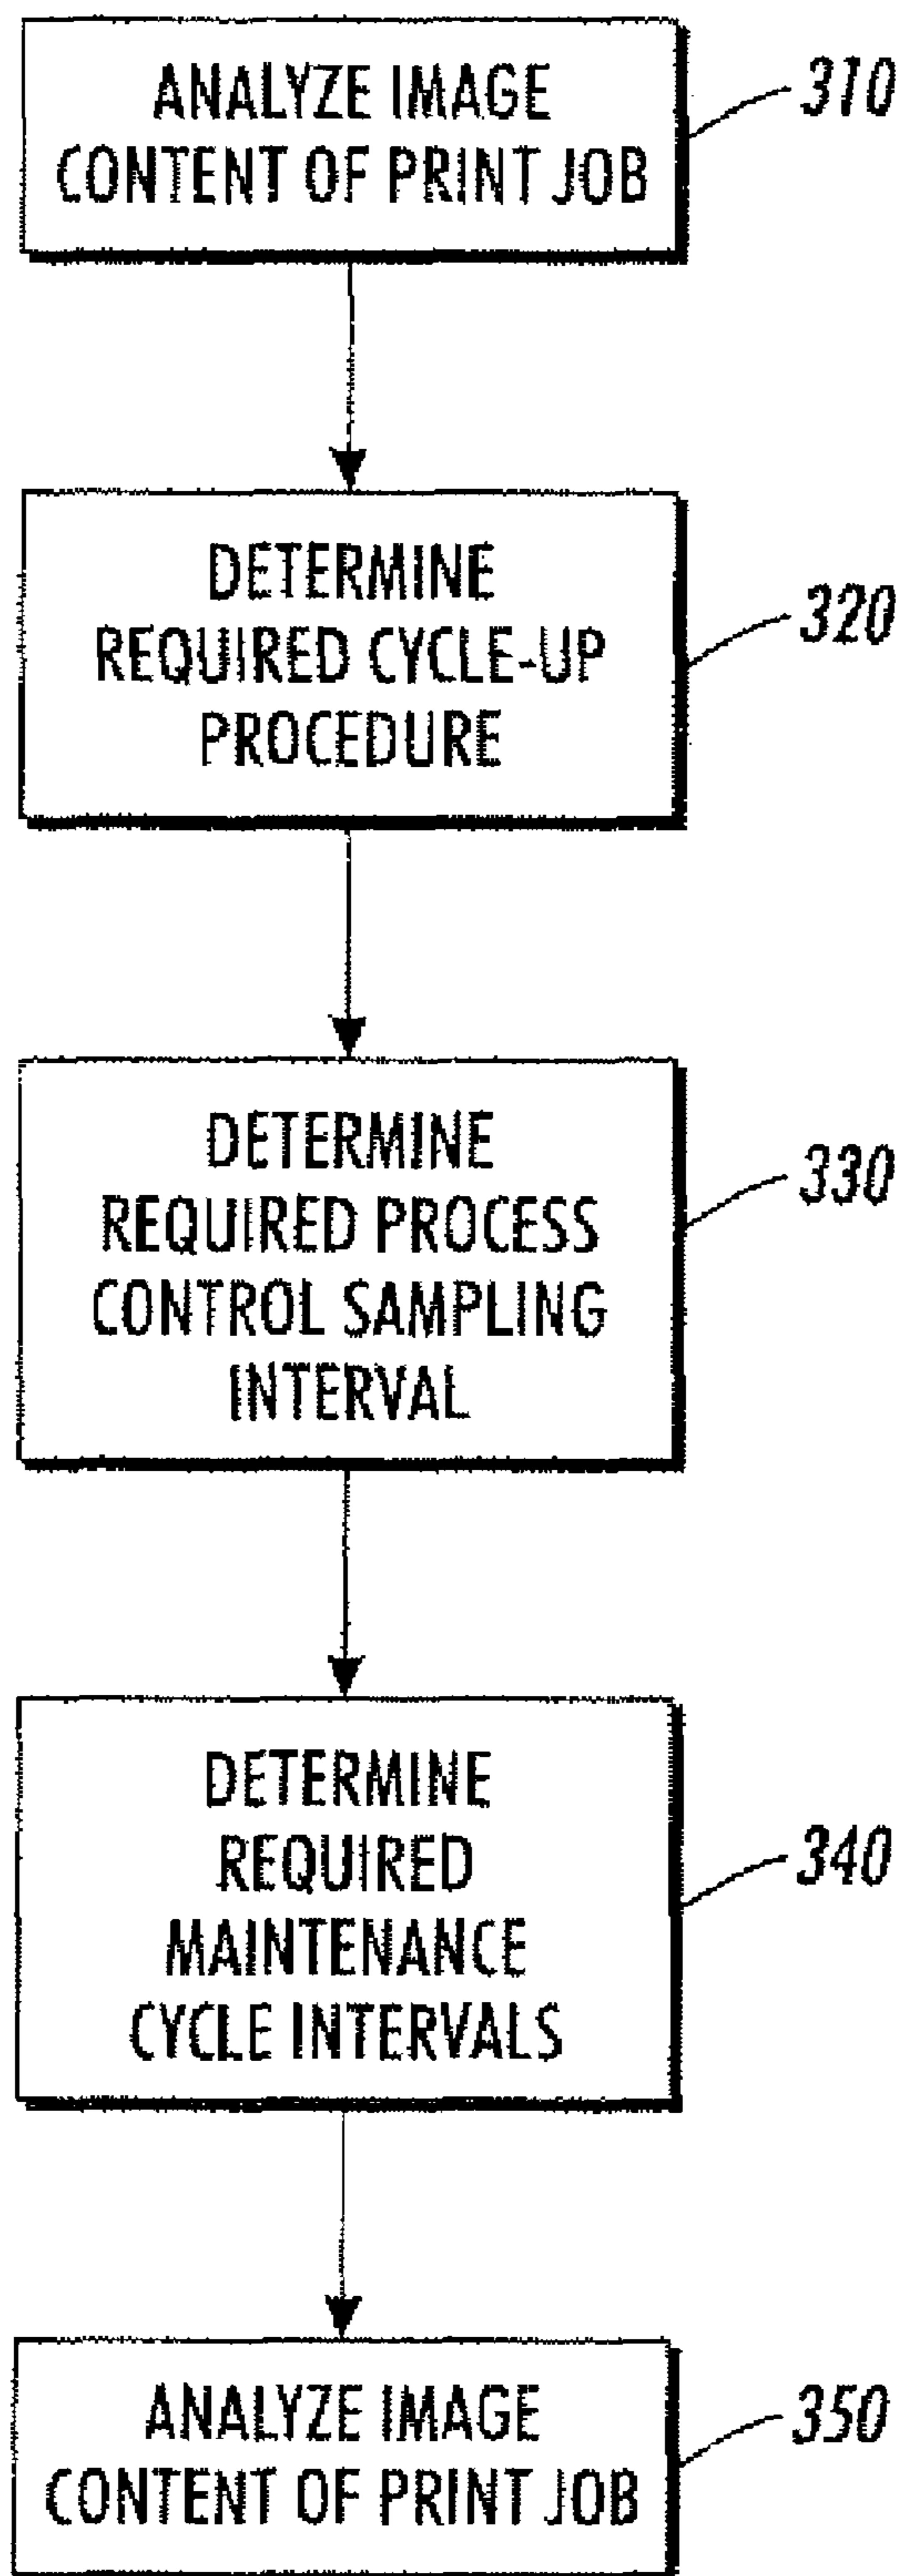 ANALYZE IMAGE
CONTENT OF PRINT JOB
310
DETERMINE
REQUIRED CYCLE-UP
PROCEDURE
320
DETERMINE
REQUIRED PROCESS
CONTROL SAMPLING
INTERVAL
330
DETERMINE
REQUIRED
MAINTENANCE
CYCLE INTERVALS
340
ANALYZE IMAGE
CONTENT OF PRINT JOB
350